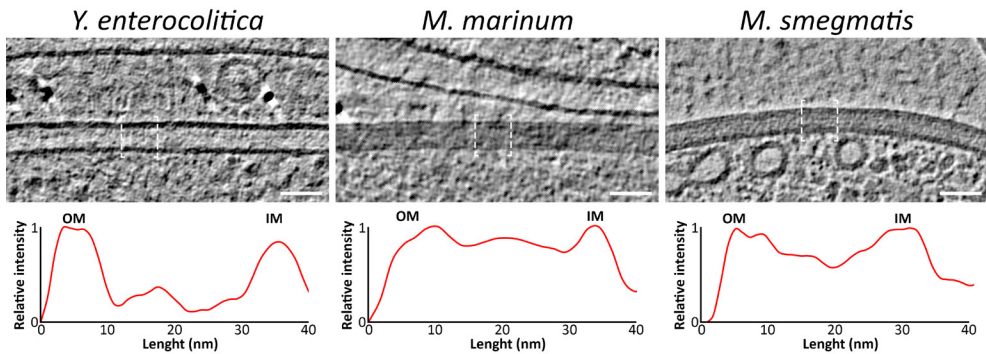 Y. enterocolitica
M. marinum
M. smegmatis
OM
IM
1
0
Relative intensity
0
10
20
30
40
Lenght (nm)
OM
IM
1
0
Relative intensity
0
10
20
30
40
Lenght (nm)
OM
IM
1
0
Relative intensity
0
10
20
30
40
Lenght (nm)